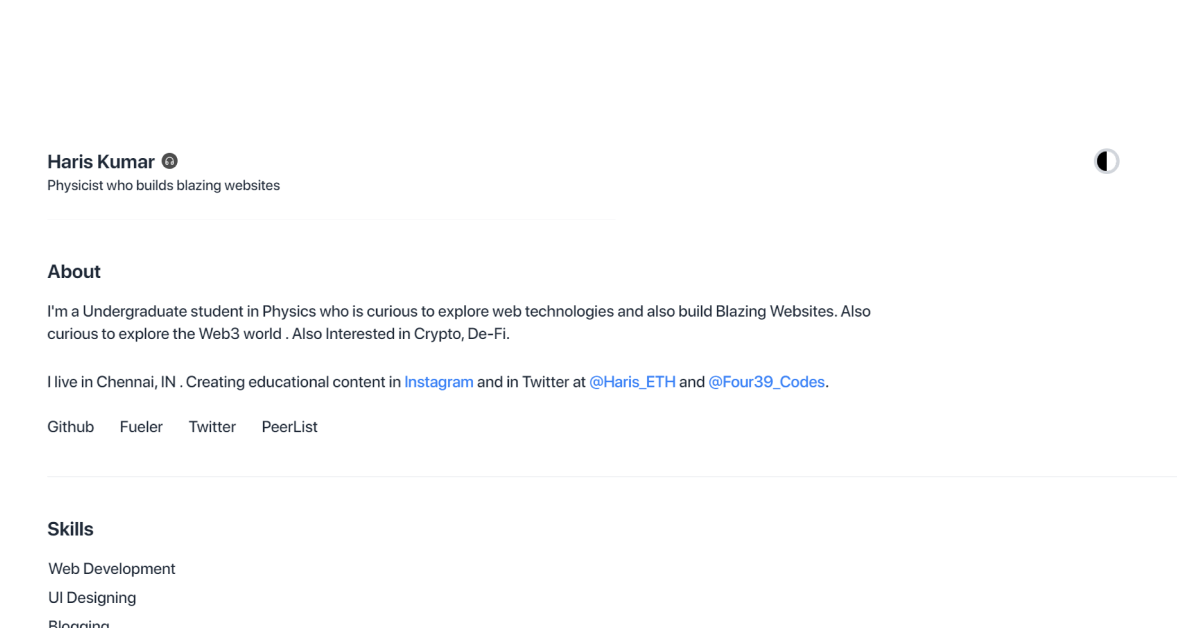 Haris Kumar
Physicist who builds blazing websites
About
I'm a Undergraduate student in Physics who is curious to explore web technologies and also build Blazing Websites. Also
curious to explore the Web3 world . Also Interested in Crypto, De-Fi.
I live in Chennai, IN . Creating educational content in Instagram and in Twitter at @Haris_ETH and @Four39_Codes.
Github Fueler Twitter PeerList
Skills
Web Development
UI Designing
Blogging